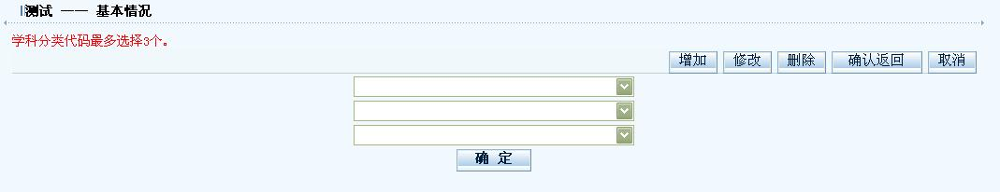 测试 —— 基本情况
学科分类代码最多选择3个。
增加 修改 删除 确认返回 取消
确 定